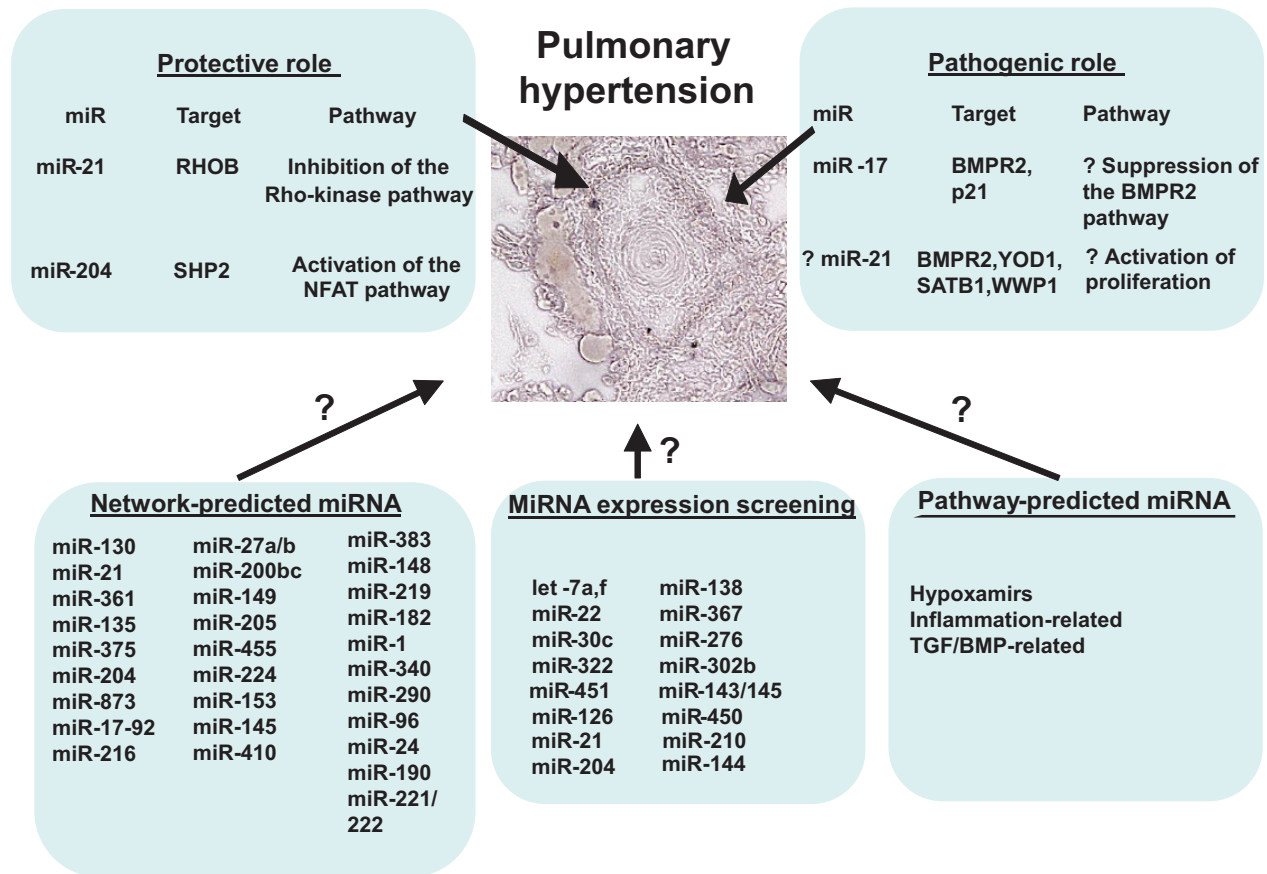 Pulmonary
hypertension
Protective role
miR Target Pathway
miR-21 RHOB Inhibition of the
Rho-kinase pathway
miR-204 SHP2 Activation of the
NFAT pathway
Pathogenic role
miR Target Pathway
miR -17 BMPR2, ? Suppression of
p21 the BMPR2
pathway
? miR-21 BMPR2,YOD1, ? Activation of
SATB1,WWP1 proliferation
?
?
?
Network-predicted miRNA
miR-130 miR-27a/b miR-383
miR-21 miR-200bc miR-148
miR-361 miR-149 miR-219
miR-135 miR-205 miR-182
miR-375 miR-455 miR-1
miR-204 miR-224 miR-340
miR-873 miR-153 miR-290
miR-17-92 miR-145 miR-96
miR-216 miR-410 miR-24
miR-190
miR-221/
222
MiRNA expression screening
let -7a,f miR-138
miR-22 miR-367
miR-30c miR-276
miR-322 miR-302b
miR-451 miR-143/145
miR-126 miR-450
miR-21 miR-210
miR-204 miR-144
Pathway-predicted miRNA
Hypoxamirs
Inflammation-related
TGF/BMP-related